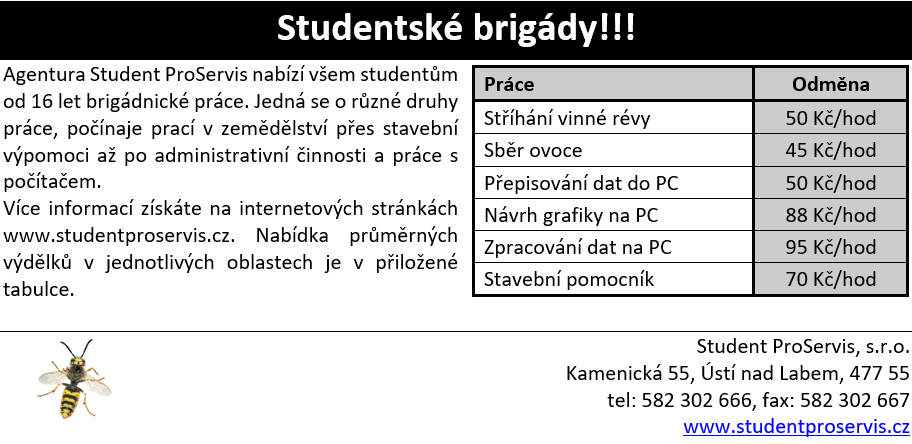 Studentské brigády!!!
Agentura Student ProServis nabízí všem studentům
od 16 let brigádnické práce. Jedná se o různé druhy
práce, počínaje prací v zemědělství přes stavební
výpomoci až po administrativní činnosti a práce s
počítačem.
Více informací získáte na internetových stránkách
www.studentproservis.cz. Nabídka průměrných
výdělků v jednotlivých oblastech je v přiložené
tabulce.
Práce Odměna
Stříhání vinné révy 50 Kč/hod
Sběr ovoce 45 Kč/hod
Přepisování dat do PC 50 Kč/hod
Návrh grafiky na PC 88 Kč/hod
Zpracování dat na PC 95 Kč/hod
Stavební pomocník 70 Kč/hod
Student ProServis, s.r.o.
Kamenická 55, Ústí nad Labem, 477 55
tel: 582 302 666, fax: 582 302 667
www.studentproservis.cz